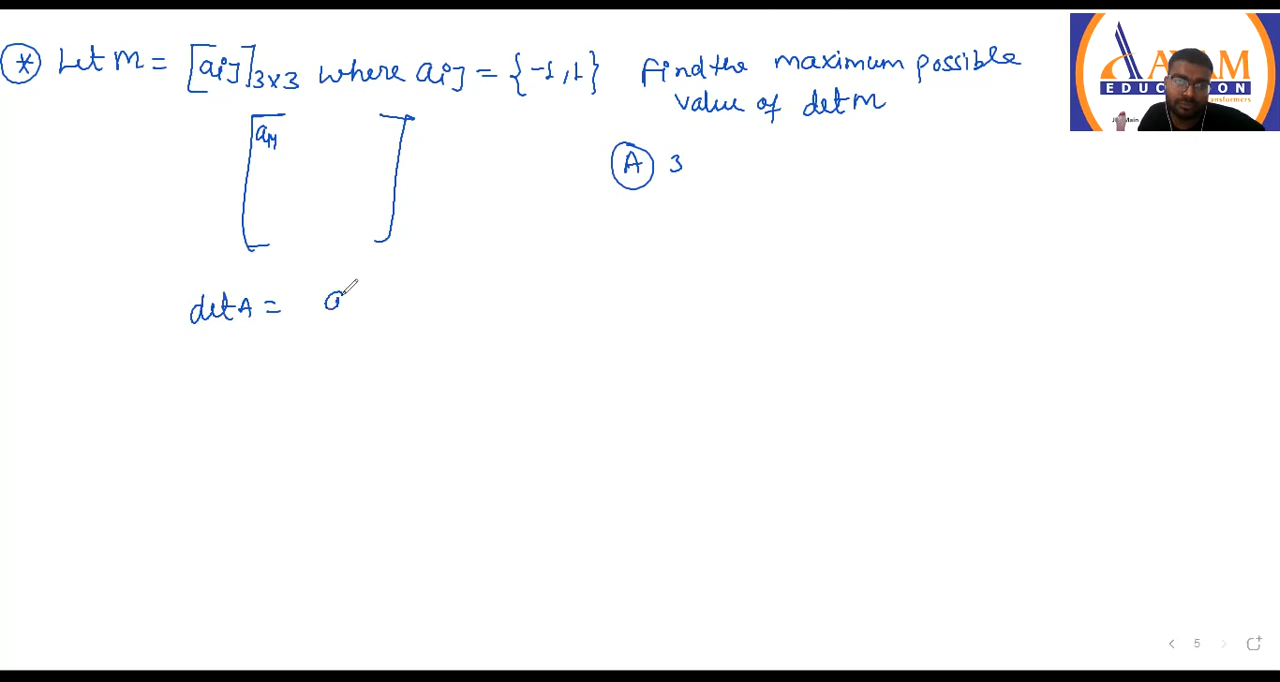 * Let M = [aij]3×3 where aij = {-1, 1} Find the maximum possible
value of det M
a11
A 3
det A = a
EDUCATION
5